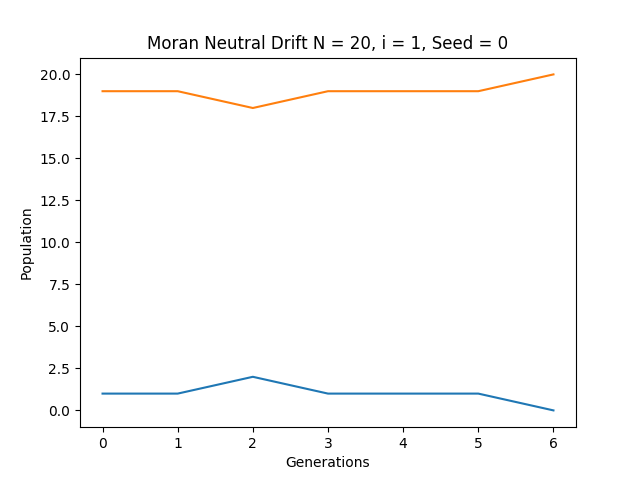 Moran Neutral Drift N = 20, i = 1, Seed = 0
20.0
17.5
15.0
12.5
10.0
7.5
5.0
2.5
0.0
Population
0 1 2 3 4 5 6
Generations